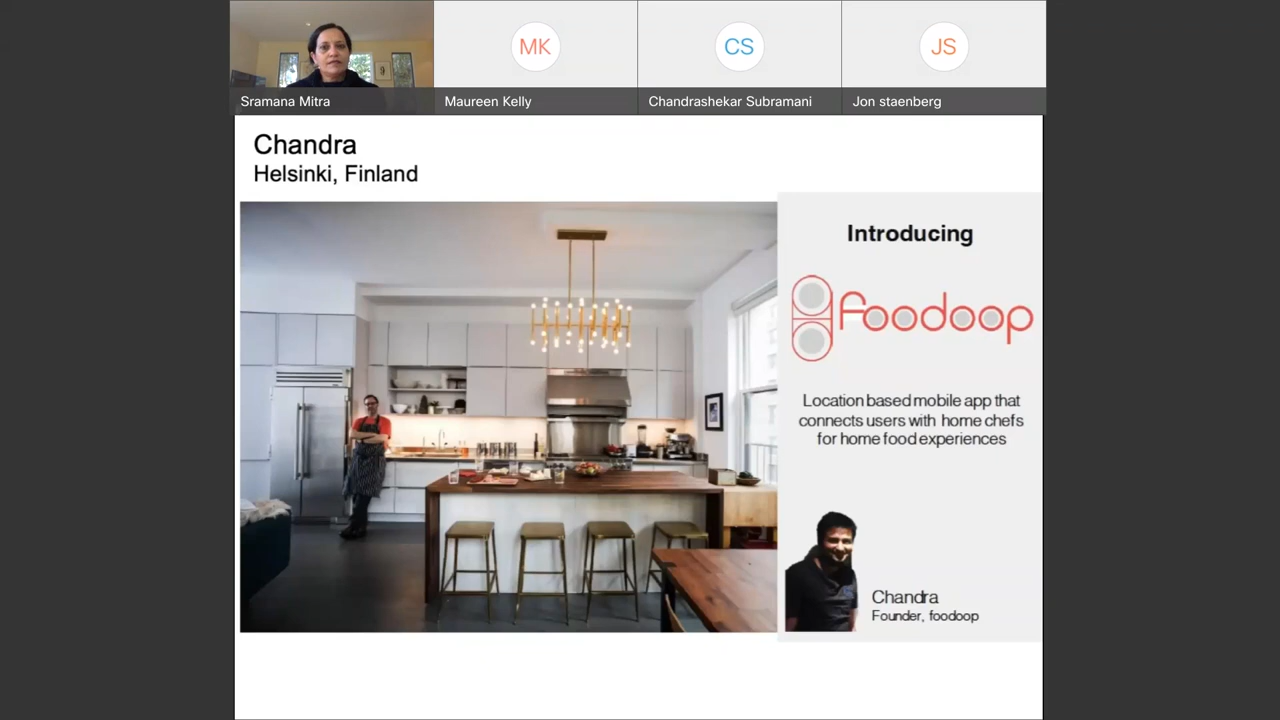 MK
CS
JS
Sramana Mitra
Maureen Kelly
Chandrashekar Subramani
Jon staenberg
Chandra
Helsinki, Finland
Introducing
foodoop
Location based mobile app that
connects users with home chefs
for home food experiences
Chandra
Founder, foodoop